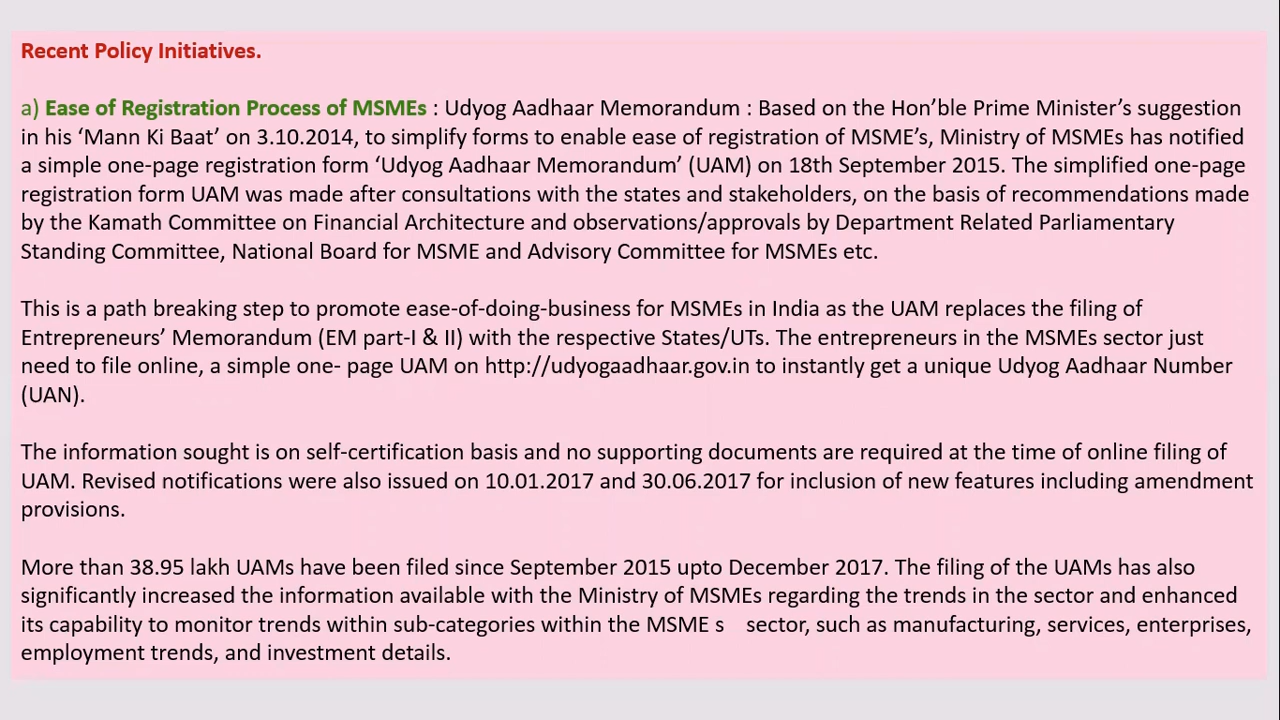 Recent Policy Initiatives.
a) Ease of Registration Process of MSMEs : Udyog Aadhaar Memorandum : Based on the Hon’ble Prime Minister’s suggestion
in his ‘Mann Ki Baat’ on 3.10.2014, to simplify forms to enable ease of registration of MSME’s, Ministry of MSMEs has notified
a simple one-page registration form ‘Udyog Aadhaar Memorandum’ (UAM) on 18th September 2015. The simplified one-page
registration form UAM was made after consultations with the states and stakeholders, on the basis of recommendations made
by the Kamath Committee on Financial Architecture and observations/approvals by Department Related Parliamentary
Standing Committee, National Board for MSME and Advisory Committee for MSMEs etc.
This is a path breaking step to promote ease-of-doing-business for MSMEs in India as the UAM replaces the filing of
Entrepreneurs’ Memorandum (EM part-I & II) with the respective States/UTs. The entrepreneurs in the MSMEs sector just
need to file online, a simple one- page UAM on http://udyogaadhaar.gov.in to instantly get a unique Udyog Aadhaar Number
(UAN).
The information sought is on self-certification basis and no supporting documents are required at the time of online filing of
UAM. Revised notifications were also issued on 10.01.2017 and 30.06.2017 for inclusion of new features including amendment
provisions.
More than 38.95 lakh UAMs have been filed since September 2015 upto December 2017. The filing of the UAMs has also
significantly increased the information available with the Ministry of MSMEs regarding the trends in the sector and enhanced
its capability to monitor trends within sub-categories within the MSME s sector, such as manufacturing, services, enterprises,
employment trends, and investment details.